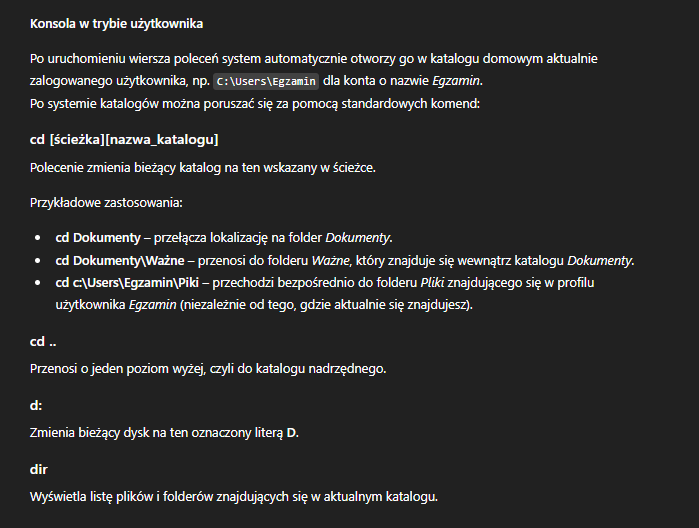 Konsola w trybie użytkownika
Po uruchomieniu wiersza poleceń system automatycznie otworzy go w katalogu domowym aktualnie
zalogowanego użytkownika, np. C:\Users\Egzamin dla konta o nazwie Egzamin.
Po systemie katalogów można poruszać się za pomocą standardowych komend:
cd [ścieżka][nazwa_katalogu]
Polecenie zmienia bieżący katalog na ten wskazany w ścieżce.
Przykładowe zastosowania:
• cd Dokumenty – przełącza lokalizację na folder Dokumenty.
• cd Dokumenty\Ważne – przenosi do folderu Ważne, który znajduje się wewnątrz katalogu Dokumenty.
• cd c:\Users\Egzamin\Piki – przechodzi bezpośrednio do folderu Pliki znajdującego się w profilu
użytkownika Egzamin (niezależnie od tego, gdzie aktualnie się znajdujesz).
cd ..
Przenosi o jeden poziom wyżej, czyli do katalogu nadrzędnego.
d:
Zmienia bieżący dysk na ten oznaczony literą D.
dir
Wyświetla listę plików i folderów znajdujących się w aktualnym katalogu.